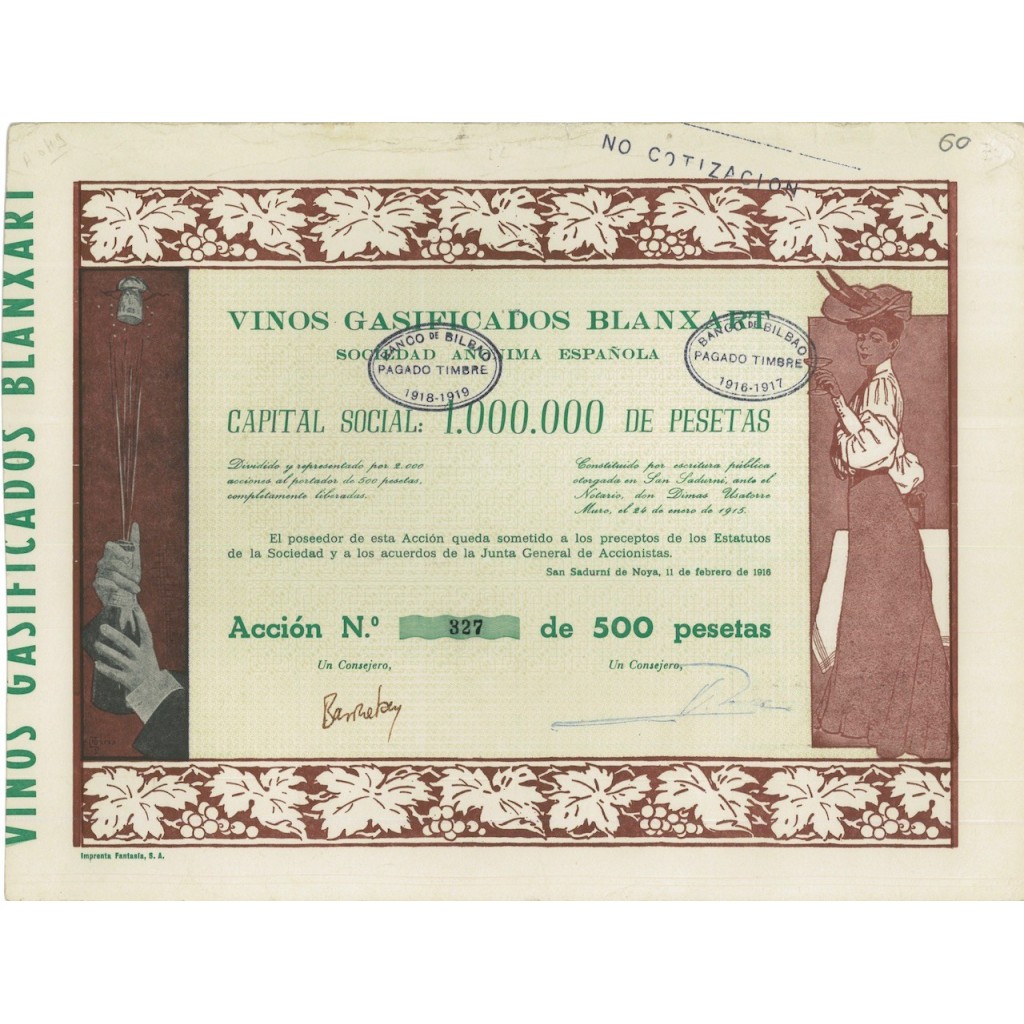 NO COTIZACION
60
VINOS GASIFICADOS BLANXART
VINOS GASIFICADOS BLANXART
SOCIEDAD ANÓNIMA ESPAÑOLA
BANCO DE BILBAO
PAGADO TIMBRE
1918-1919
BANCO DE BILBAO
PAGADO TIMBRE
1916-1917
CAPITAL SOCIAL: 1.000.000 DE PESETAS
Dividido y representado por 2.000
acciones al portador de 500 pesetas,
completamente liberadas.
Constituido por escritura pública
otorgada en San Sadurní, ante el
Notario, don Dimas Usatorre
Muro, el 24 de enero de 1915.
El poseedor de esta Acción queda sometido a los preceptos de los Estatutos
de la Sociedad y a los acuerdos de la Junta General de Accionistas.
San Sadurní de Noya, 11 de febrero de 1916
Acción N.º 327 de 500 pesetas
Un Consejero,
Un Consejero,
Imprenta Fantasia, S. A.